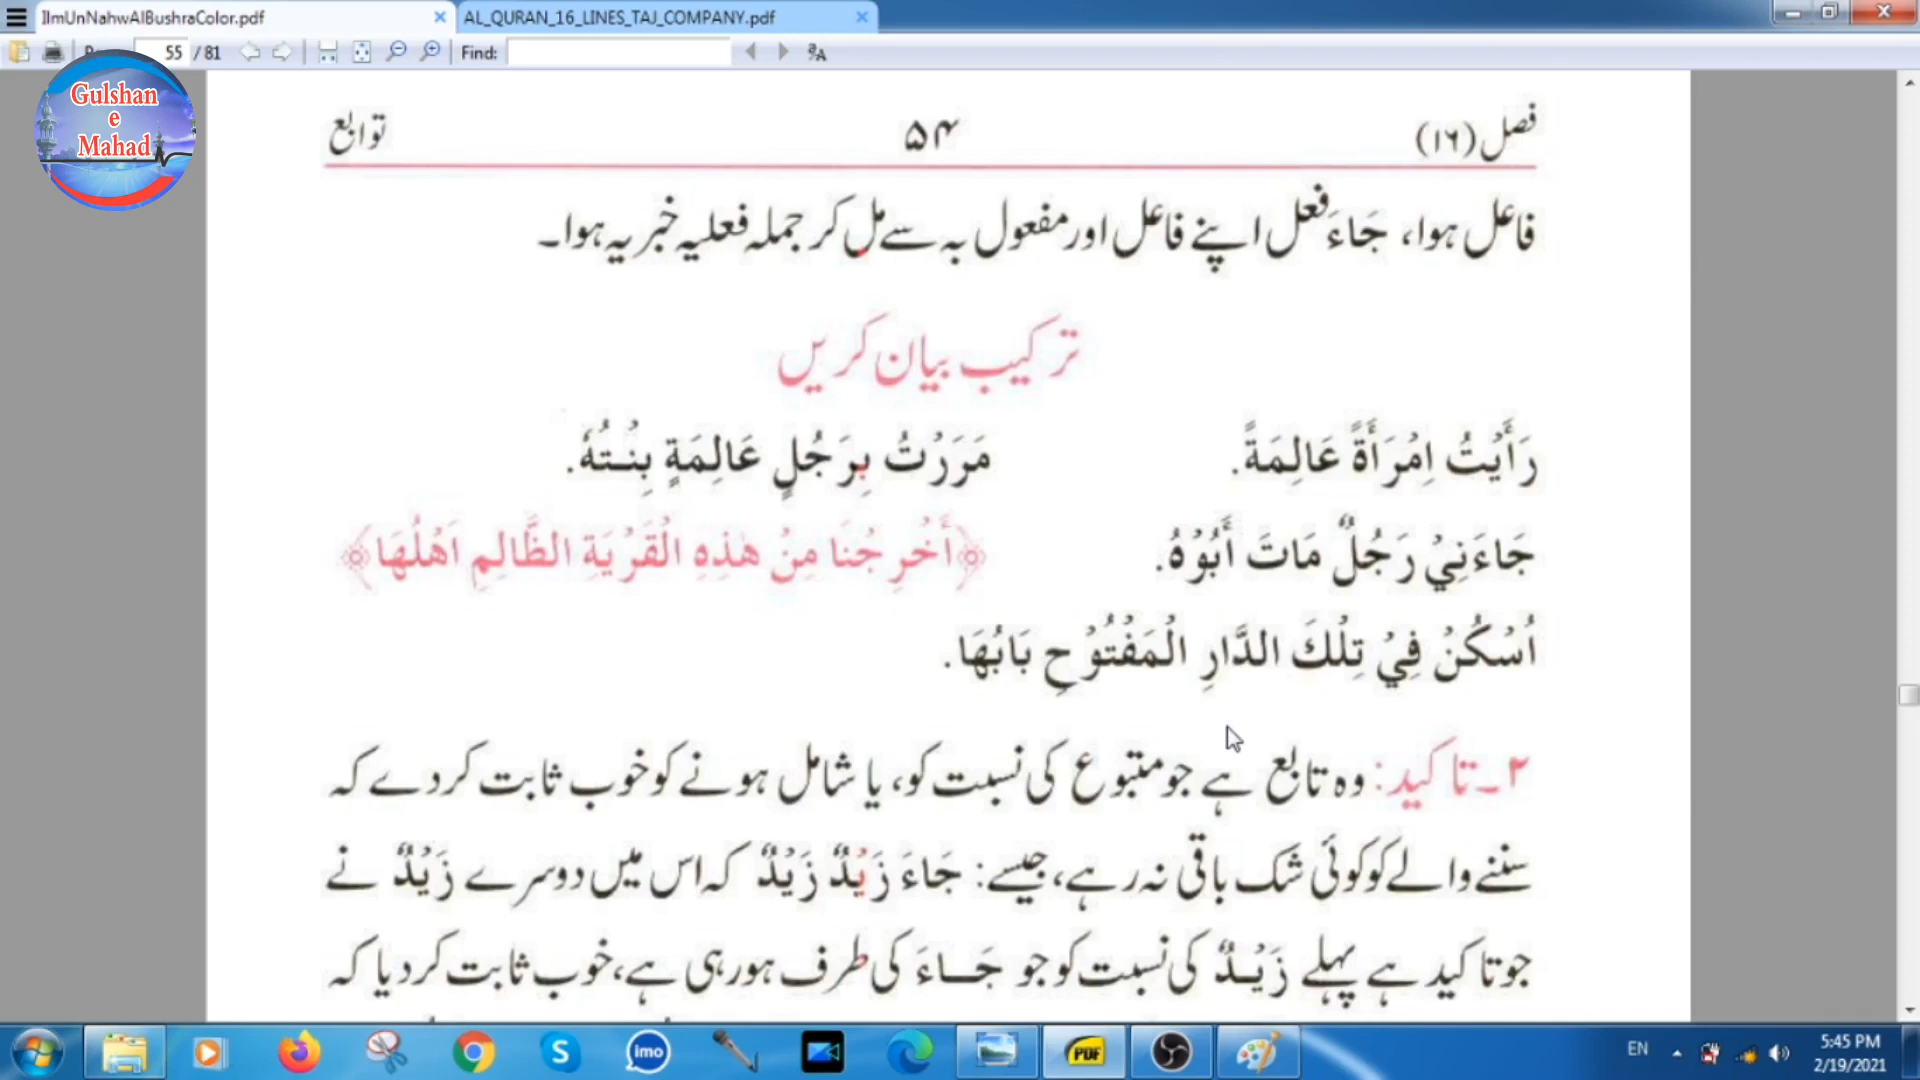 IlmUnNahwAlBushraColor.pdf
AL_QURAN_16_LINES_TAJ_COMPANY.pdf
55 / 81
Find:
Gulshan
e
Mahad
فصل (۱۶) ۵۴ توابع
فاعل ہوا، جَاءَ فعل اپنے فاعل اور مفعول بہ سے مل کر جملہ فعلیہ خبریہ ہوا۔
ترکیب بیان کریں
رَأَيْتُ اِمْرَأَةً عَالِمَةً. مَرَرْتُ بِرَجُلٍ عَالِمَةٍ بِنْتُهٗ.
جَاءَنِيْ رَجُلٌ مَاتَ أَبُوْهُ. ﴿أَخْرِجْنَا مِنْ هٰذِهِ الْقَرْيَةِ الظَّالِمِ اَهْلُهَا﴾
اُسْكُنْ فِيْ تِلْكَ الدَّارِ الْمَفْتُوْحِ بَابُهَا.
۲۔ تاکید: وہ تابع ہے جو متبوع کی نسبت کو، یا شامل ہونے کو خوب ثابت کردے کہ
سننے والے کو کوئی شک باقی نہ رہے، جیسے: جَاءَ زَيْدٌ زَيْدٌ کہ اس میں دوسرے زَيْدٌ نے
جو تاکید ہے پہلے زَيْدٌ کی نسبت کو جو جَاءَ کی طرف ہو رہی ہے، خوب ثابت کردیا کہ
imo
PDF
EN
5:45 PM
2/19/2021